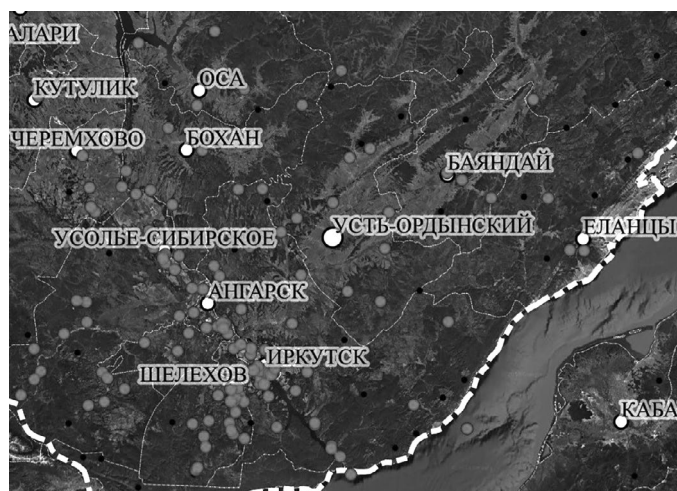 АЛАРИ
КУТУЛИК
ОСА
ЧЕРЕМХОВО
БОХАН
БАЯНДАЙ
УСТЬ-ОРДЫНСКИЙ
ЕЛАНЦЫ
УСОЛЬЕ-СИБИРСКОЕ
АНГАРСК
ИРКУТСК
ШЕЛЕХОВ
КАБА